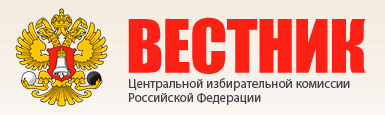 ВЕСТНИК
Центральной избирательной комиссии
Российской Федерации